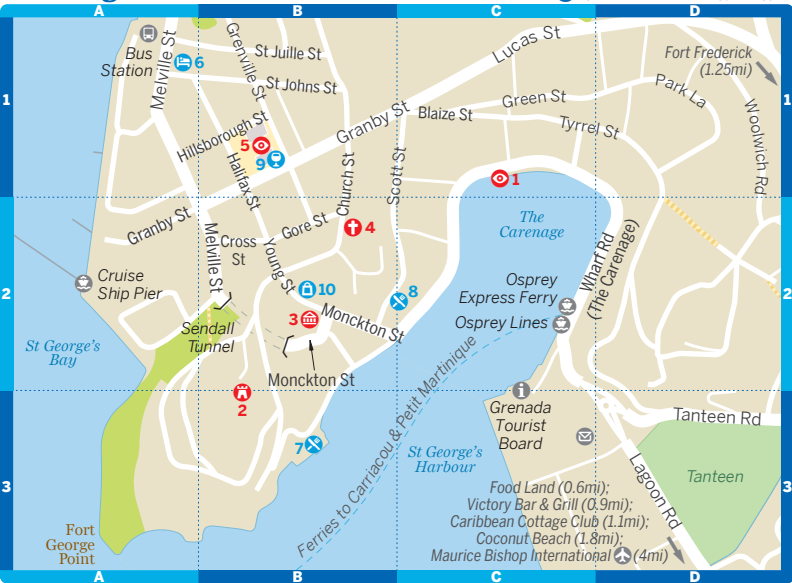 A
B
C
D
Bus
Station
Melville St
6
Grenville St
St Juille St
St Johns St
Lucas St
Fort Frederick
(1.25mi)
1
1
Green St
Park La
Woolwich Rd
Hillsborough St
5
9
Granby St
Blaize St
Tyrrel St
Halifax St
Church St
Scott St
1
Granby St
Melville St
Cross
St
Gore St
4
The
Carenage
Young St
Wharf Rd
(The Carenage)
2
2
Cruise
Ship Pier
10
8
Osprey
Express Ferry
Osprey Lines
3
Monckton St
Sendall
Tunnel
St George's
Bay
Monckton St
2
Ferries to Carriacou & Petit Martinique
Grenada
Tourist
Board
Tanteen Rd
7
St George's
Harbour
Lagoon Rd
Tanteen
3
3
Food Land (0.6mi);
Victory Bar & Grill (0.9mi);
Caribbean Cottage Club (1.1mi);
Coconut Beach (1.8mi);
Maurice Bishop International (4mi)
Fort
George
Point
A
B
C
D